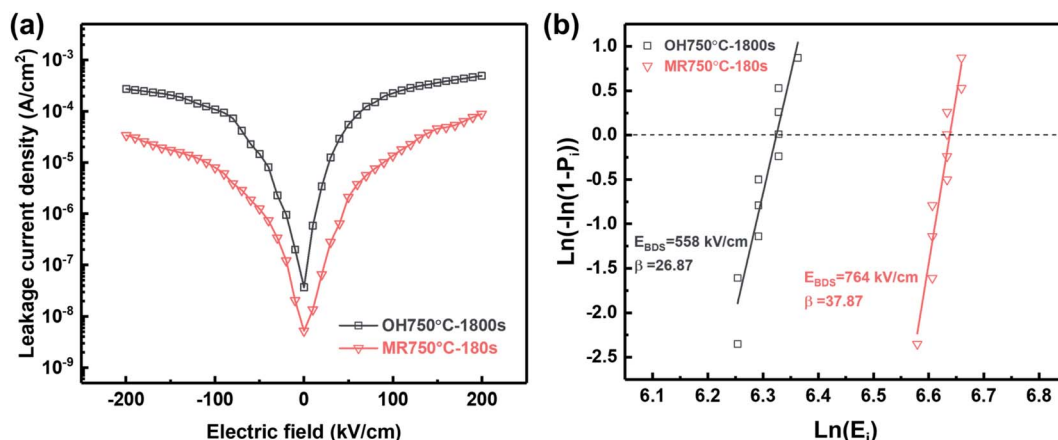 (a)
Leakage current density (A/cm²)
10⁻³
10⁻⁴
10⁻⁵
10⁻⁶
10⁻⁷
10⁻⁸
10⁻⁹
OH750°C-1800s
MR750°C-180s
-200
-100
0
100
200
Electric field (kV/cm)
(b)
Ln(-ln(1-Pᵢ))
1.0
0.5
0.0
-0.5
-1.0
-1.5
-2.0
-2.5
OH750°C-1800s
MR750°C-180s
E_BDS=558 kV/cm
β=26.87
E_BDS=764 kV/cm
β=37.87
6.1
6.2
6.3
6.4
6.5
6.6
6.7
6.8
Ln(Eᵢ)